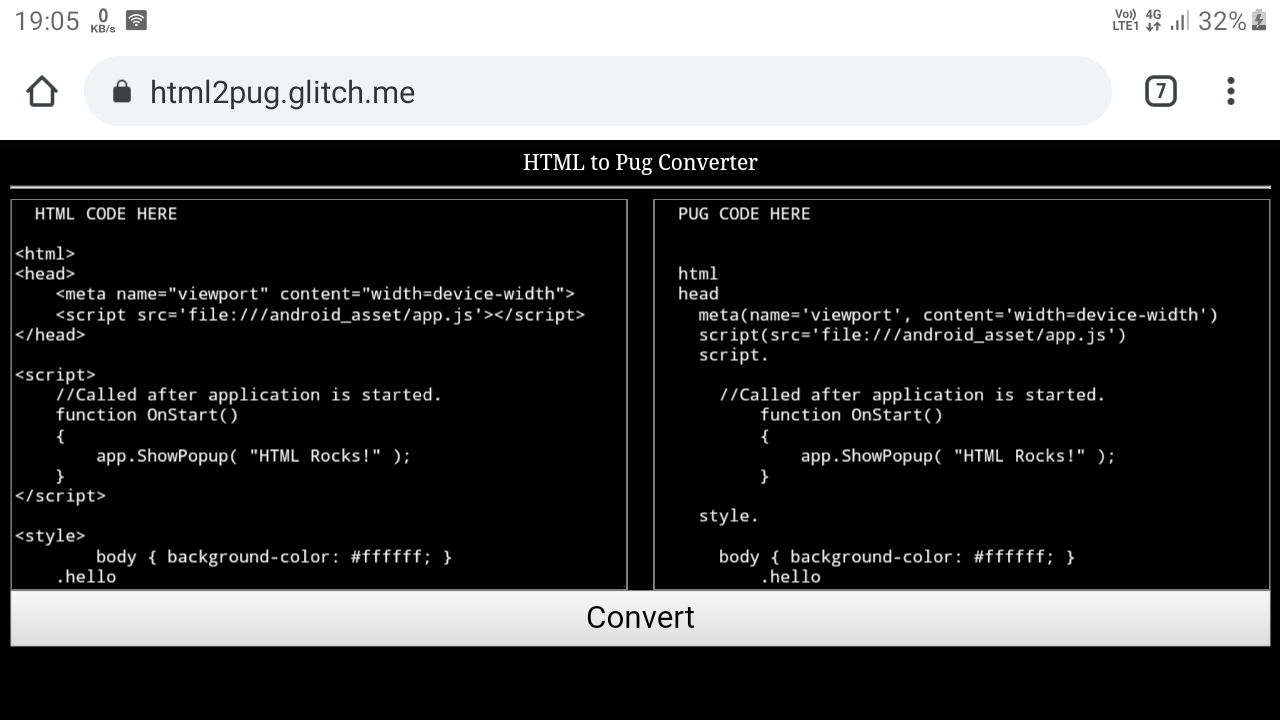 19:05 0 KB/s Vo)) LTE1 4G 32%
html2pug.glitch.me 7
HTML to Pug Converter
HTML CODE HERE
<html>
<head>
    <meta name="viewport" content="width=device-width">
    <script src='file:///android_asset/app.js'></script>
</head>
<script>
    //Called after application is started.
    function OnStart()
    {
        app.ShowPopup( "HTML Rocks!" );
    }
</script>
<style>
        body { background-color: #ffffff; }
    .hello
PUG CODE HERE
html
head
  meta(name='viewport', content='width=device-width')
  script(src='file:///android_asset/app.js')
  script.
    //Called after application is started.
        function OnStart()
        {
            app.ShowPopup( "HTML Rocks!" );
        }
  style.
    body { background-color: #ffffff; }
        .hello
Convert